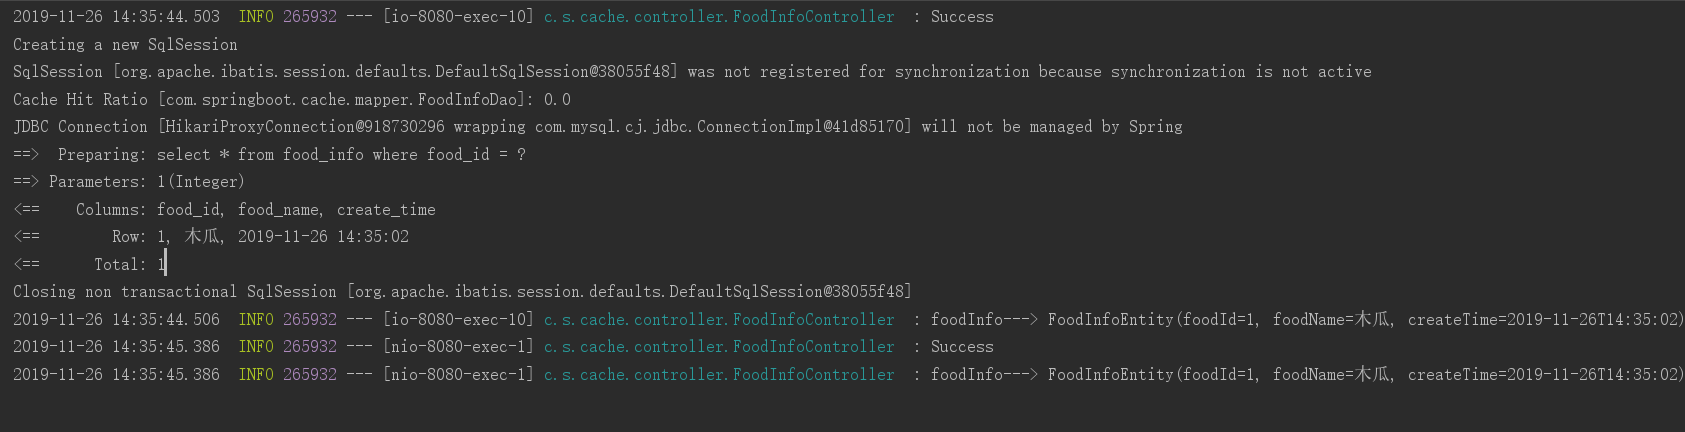 2019-11-26 14:35:44.503  INFO 265932 --- [io-8080-exec-10] c.s.cache.controller.FoodInfoController  : Success
Creating a new SqlSession
SqlSession [org.apache.ibatis.session.defaults.DefaultSqlSession@38055f48] was not registered for synchronization because synchronization is not active
Cache Hit Ratio [com.springboot.cache.mapper.FoodInfoDao]: 0.0
JDBC Connection [HikariProxyConnection@918730296 wrapping com.mysql.cj.jdbc.ConnectionImpl@41d85170] will not be managed by Spring
==>  Preparing: select * from food_info where food_id = ?
==> Parameters: 1(Integer)
<==    Columns: food_id, food_name, create_time
<==        Row: 1, 木瓜, 2019-11-26 14:35:02
<==      Total: 1
Closing non transactional SqlSession [org.apache.ibatis.session.defaults.DefaultSqlSession@38055f48]
2019-11-26 14:35:44.506  INFO 265932 --- [io-8080-exec-10] c.s.cache.controller.FoodInfoController  : foodInfo---> FoodInfoEntity(foodId=1, foodName=木瓜, createTime=2019-11-26T14:35:02)
2019-11-26 14:35:45.386  INFO 265932 --- [nio-8080-exec-1] c.s.cache.controller.FoodInfoController  : Success
2019-11-26 14:35:45.386  INFO 265932 --- [nio-8080-exec-1] c.s.cache.controller.FoodInfoController  : foodInfo---> FoodInfoEntity(foodId=1, foodName=木瓜, createTime=2019-11-26T14:35:02)